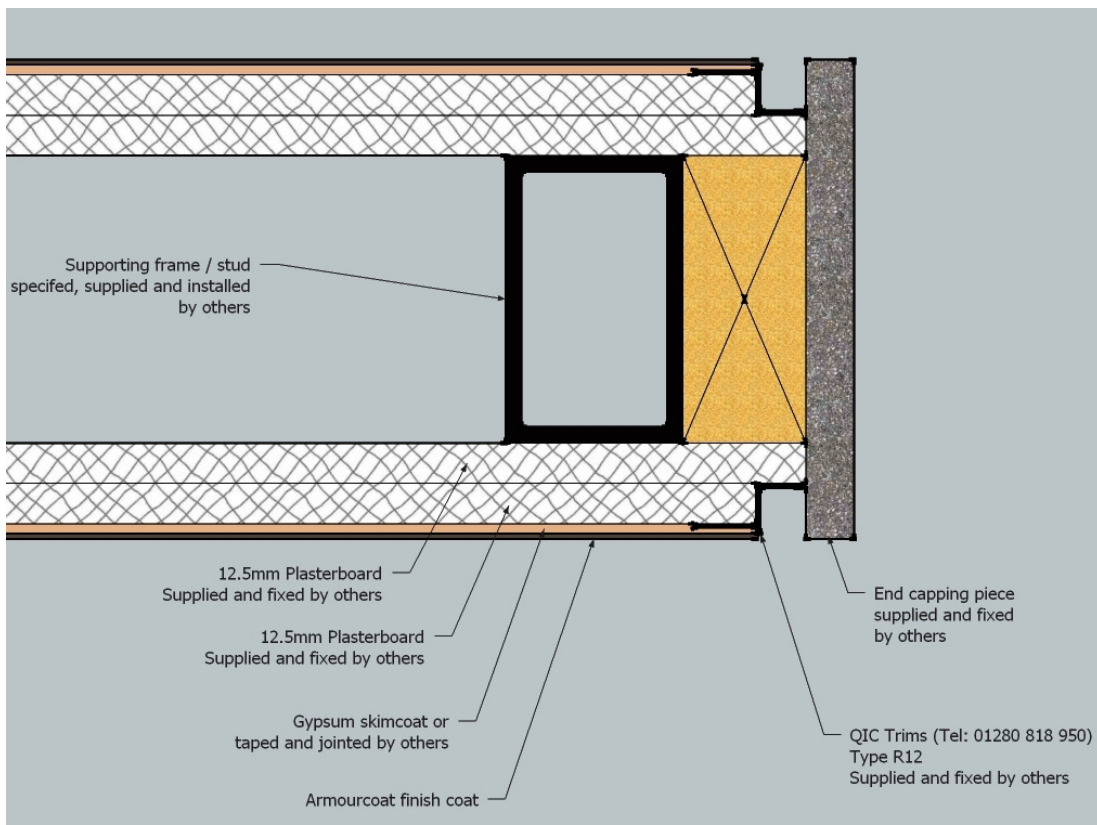 Supporting frame / stud
specifed, supplied and installed
by others
12.5mm Plasterboard
Supplied and fixed by others
12.5mm Plasterboard
Supplied and fixed by others
Gypsum skimcoat or
taped and jointed by others
Armourcoat finish coat
End capping piece
supplied and fixed
by others
QIC Trims (Tel: 01280 818 950)
Type R12
Supplied and fixed by others